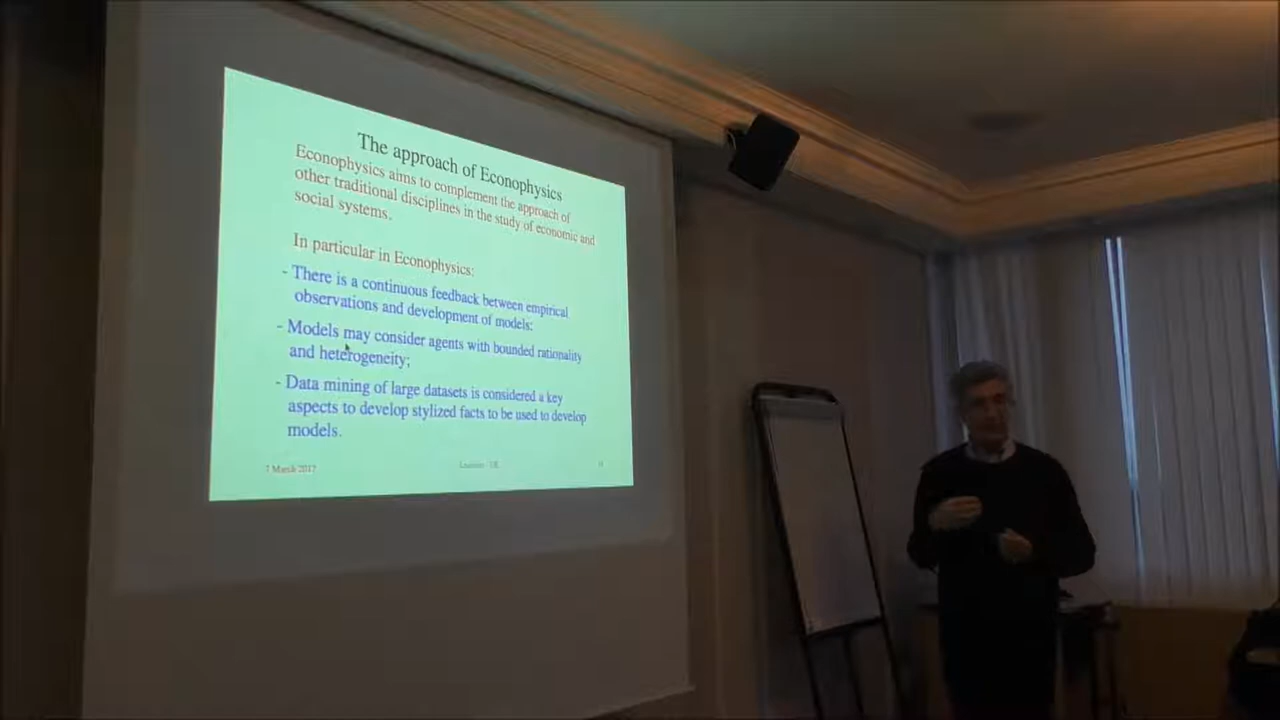 The approach of Econophysics
Econophysics aims to complement the approach of
other traditional disciplines in the study of economic and
social systems.
In particular in Econophysics:
- There is a continuous feedback between empirical
observations and development of models;
- Models may consider agents with bounded rationality
and heterogeneity;
- Data mining of large datasets is considered a key
aspects to develop stylized facts to be used to develop
models.
7 March 2017